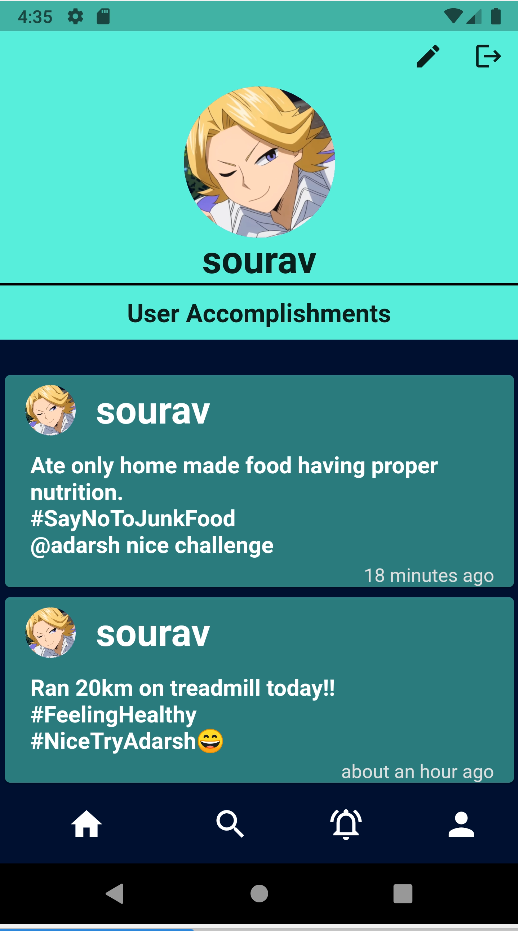 4:35
sourav
User Accomplishments
sourav
Ate only home made food having proper
nutrition.
#SayNoToJunkFood
@adarsh nice challenge
18 minutes ago
sourav
Ran 20km on treadmill today!!
#FeelingHealthy
#NiceTryAdarsh😄
about an hour ago